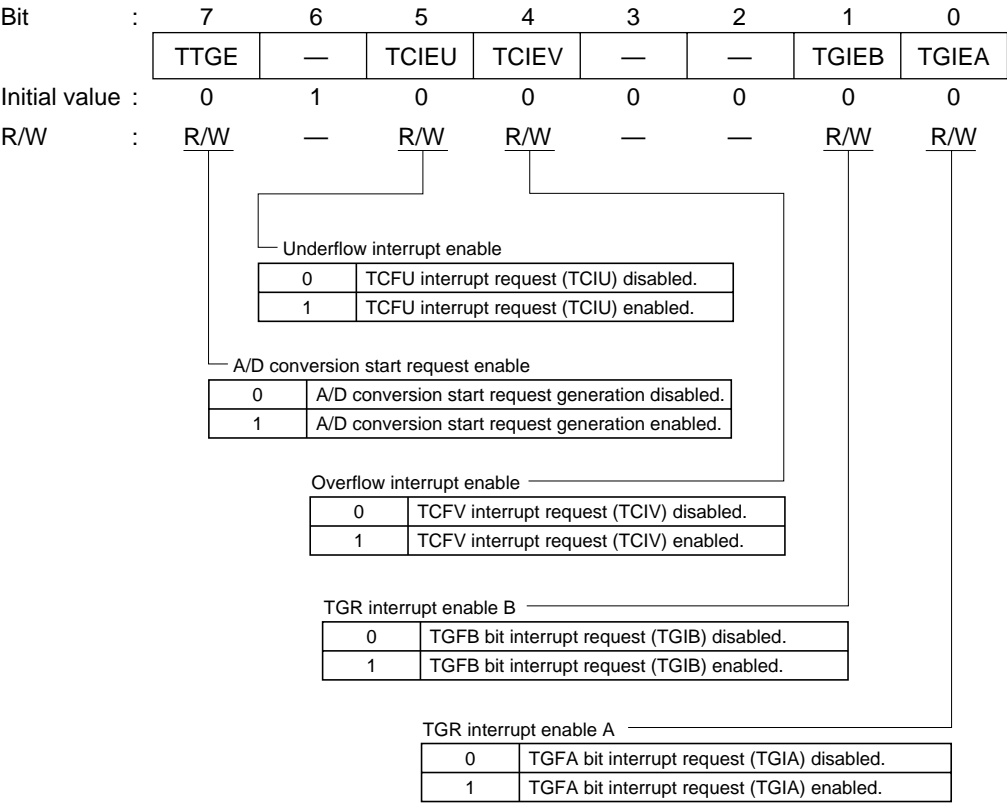 Bit : 7 6 5 4 3 2 1 0
TTGE — TCIEU TCIEV — — TGIEB TGIEA
Initial value : 0 1 0 0 0 0 0 0
R/W : R/W — R/W R/W — — R/W R/W
Underflow interrupt enable
0 TCFU interrupt request (TCIU) disabled.
1 TCFU interrupt request (TCIU) enabled.
A/D conversion start request enable
0 A/D conversion start request generation disabled.
1 A/D conversion start request generation enabled.
Overflow interrupt enable
0 TCFV interrupt request (TCIV) disabled.
1 TCFV interrupt request (TCIV) enabled.
TGR interrupt enable B
0 TGFB bit interrupt request (TGIB) disabled.
1 TGFB bit interrupt request (TGIB) enabled.
TGR interrupt enable A
0 TGFA bit interrupt request (TGIA) disabled.
1 TGFA bit interrupt request (TGIA) enabled.